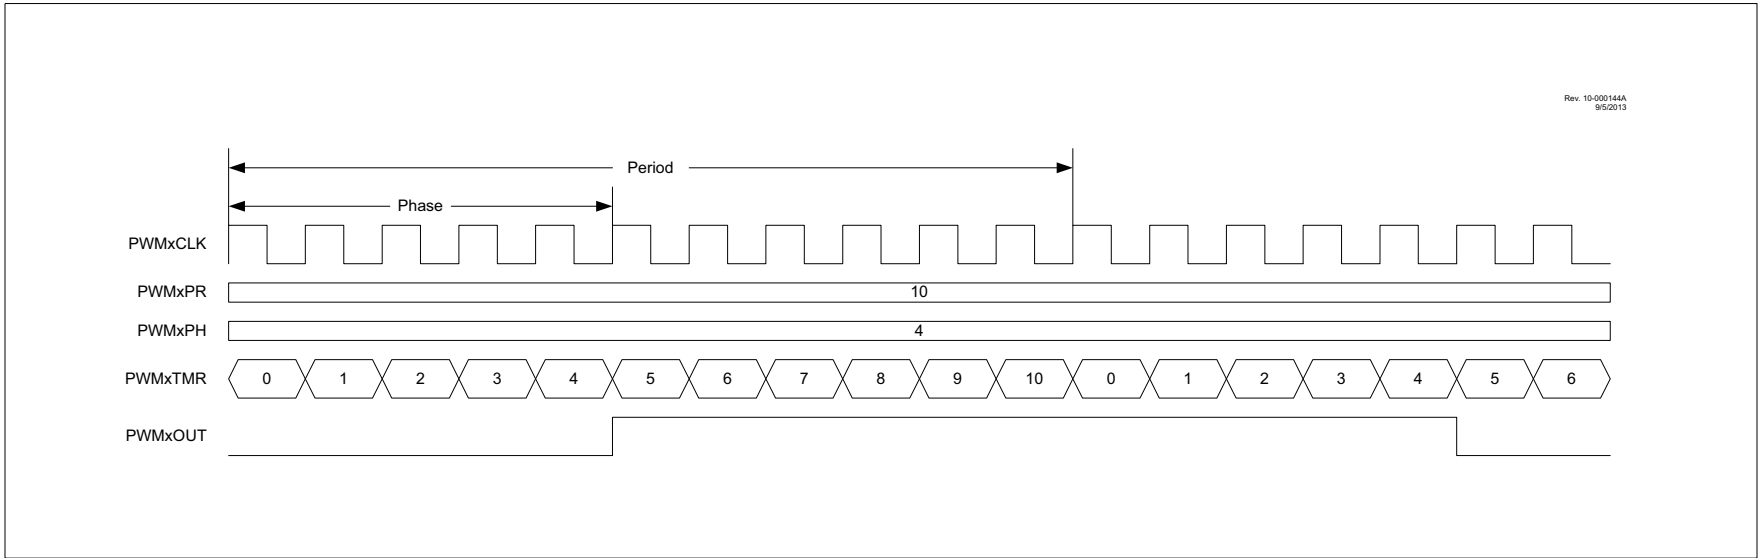 Rev. 10-000144A
9/5/2013
Period
Phase
PWMxCLK
PWMxPR 10
PWMxPH 4
PWMxTMR 0 1 2 3 4 5 6 7 8 9 10 0 1 2 3 4 5 6
PWMxOUT